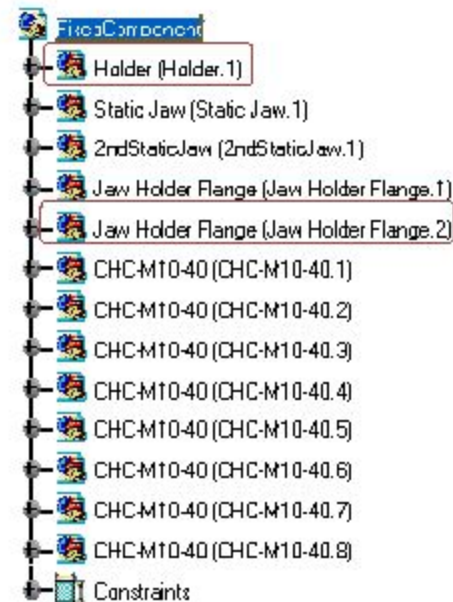 FixedComponent
Holder (Holder.1)
Static Jaw (Static Jaw.1)
2ndStaticJaw (2ndStaticJaw.1)
Jaw Holder Flange (Jaw Holder Flange.1)
Jaw Holder Flange (Jaw Holder Flange.2)
CHC-M10-40 (CHC-M10-40.1)
CHC-M10-40 (CHC-M10-40.2)
CHC-M10-40 (CHC-M10-40.3)
CHC-M10-40 (CHC-M10-40.4)
CHC-M10-40 (CHC-M10-40.5)
CHC-M10-40 (CHC-M10-40.6)
CHC-M10-40 (CHC-M10-40.7)
CHC-M10-40 (CHC-M10-40.8)
Constraints